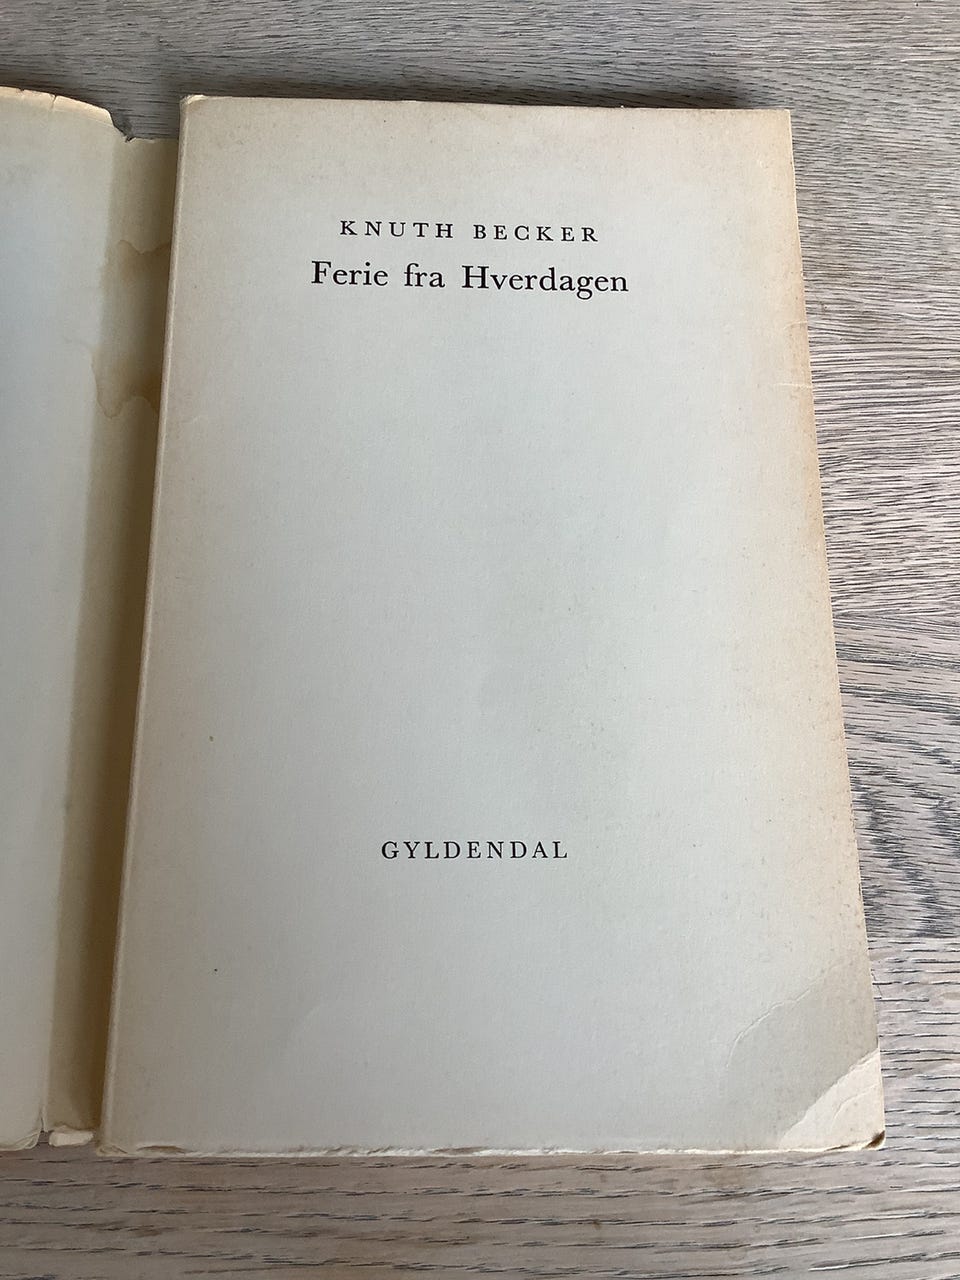 KNUTH BECKER
Ferie fra Hverdagen
GYLDENDAL